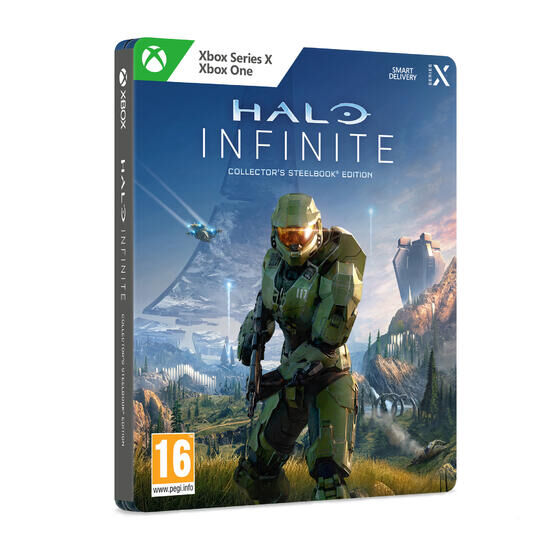 XBOX
HALO
INFINITE
COLLECTOR'S STEELBOOK® EDITION
Xbox Series X
Xbox One
SMART
DELIVERY
SERIES X
HALO
INFINITE
COLLECTOR'S STEELBOOK® EDITION
117
16
www.pegi.info